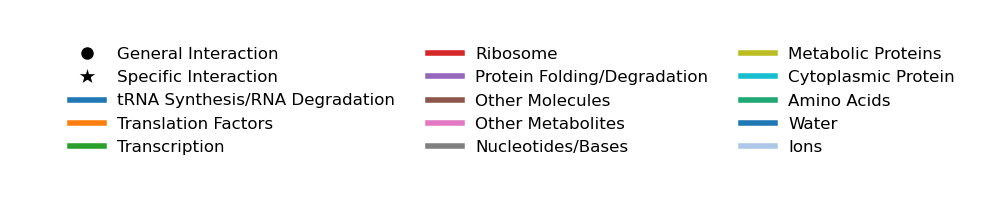 General Interaction
Specific Interaction
tRNA Synthesis/RNA Degradation
Translation Factors
Transcription
Ribosome
Protein Folding/Degradation
Other Molecules
Other Metabolites
Nucleotides/Bases
Metabolic Proteins
Cytoplasmic Protein
Amino Acids
Water
Ions